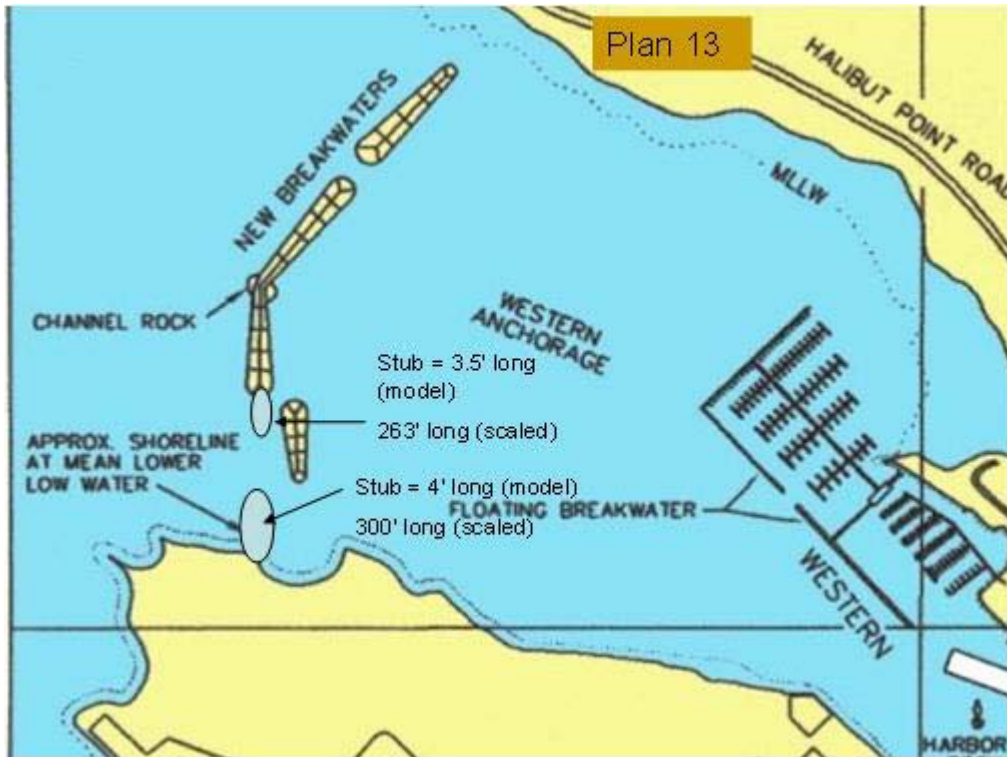 Plan 13
HALIBUT POINT ROAD
NEW BREAKWATERS
MLLW
CHANNEL ROCK
WESTERN
ANCHORAGE
Stub = 3.5' long
(model)
263' long (scaled)
APPROX. SHORELINE
AT MEAN LOWER
LOW WATER
Stub = 4' long (model)
300' long (scaled)
FLOATING BREAKWATER
WESTERN
HARBOR